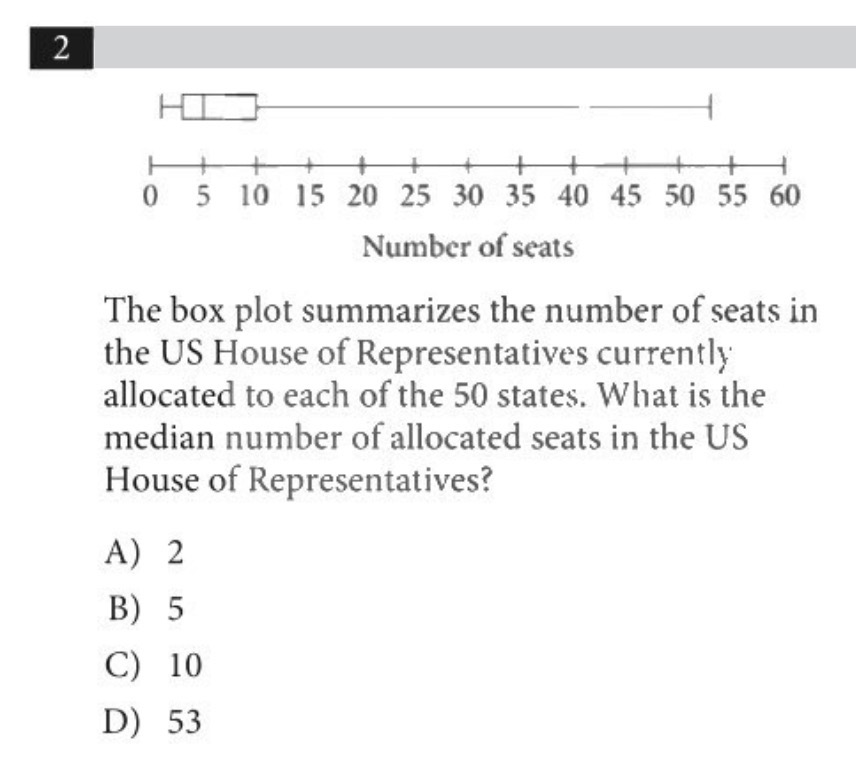 2
0 5 10 15 20 25 30 35 40 45 50 55 60
Number of seats
The box plot summarizes the number of seats in
the US House of Representatives currently
allocated to each of the 50 states. What is the
median number of allocated seats in the US
House of Representatives?
A) 2
B) 5
C) 10
D) 53